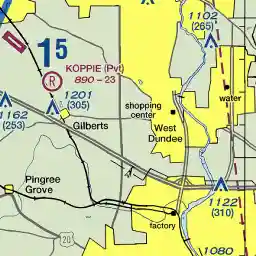 1102
(265)
15
KOPPIE (Pvt)
R
890 - 23
1201
(305)
1162
(253)
Gilberts
shopping
center
water
West
Dundee
Pingree
Grove
1122
(310)
factory
20
1080